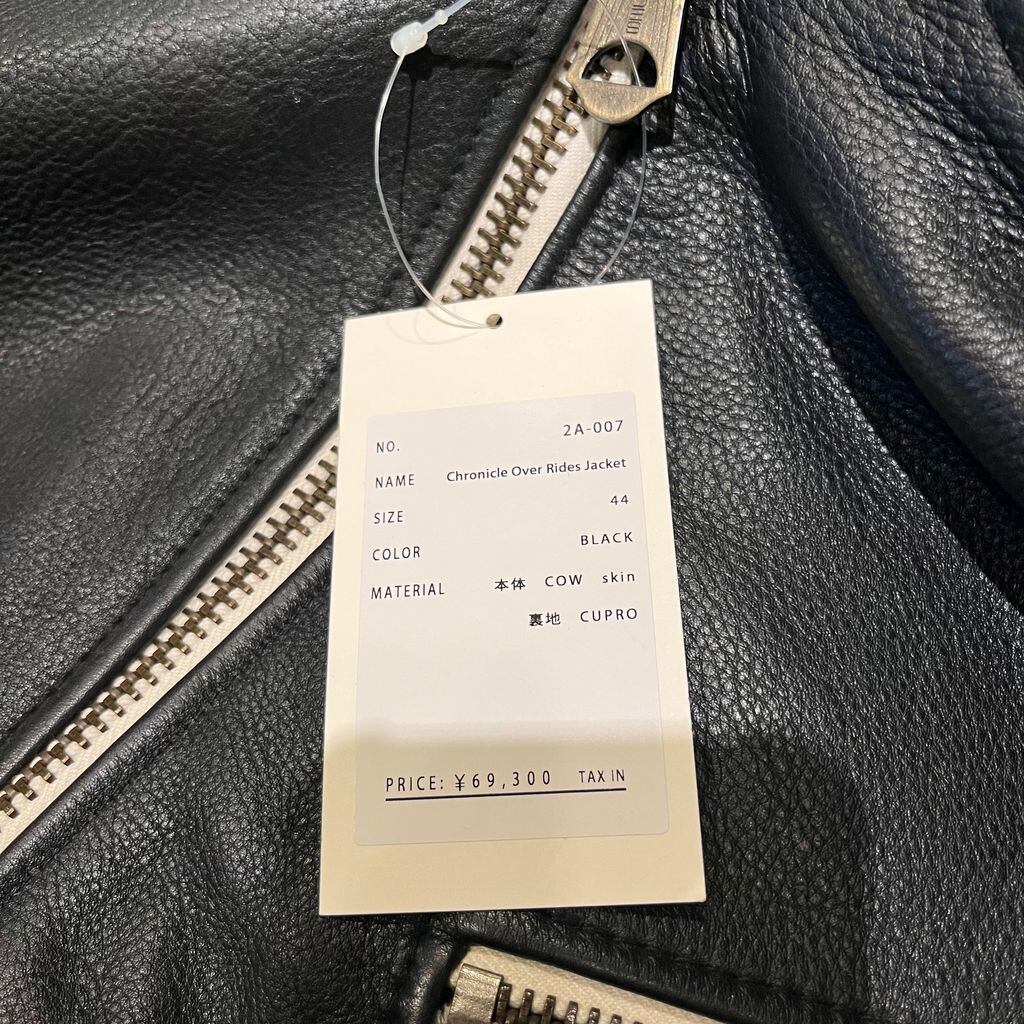 NO. 2A-007
NAME Chronicle Over Rides Jacket
SIZE 44
COLOR BLACK
MATERIAL 本体 COW skin
裏地 CUPRO
PRICE: ¥69,300 TAX IN